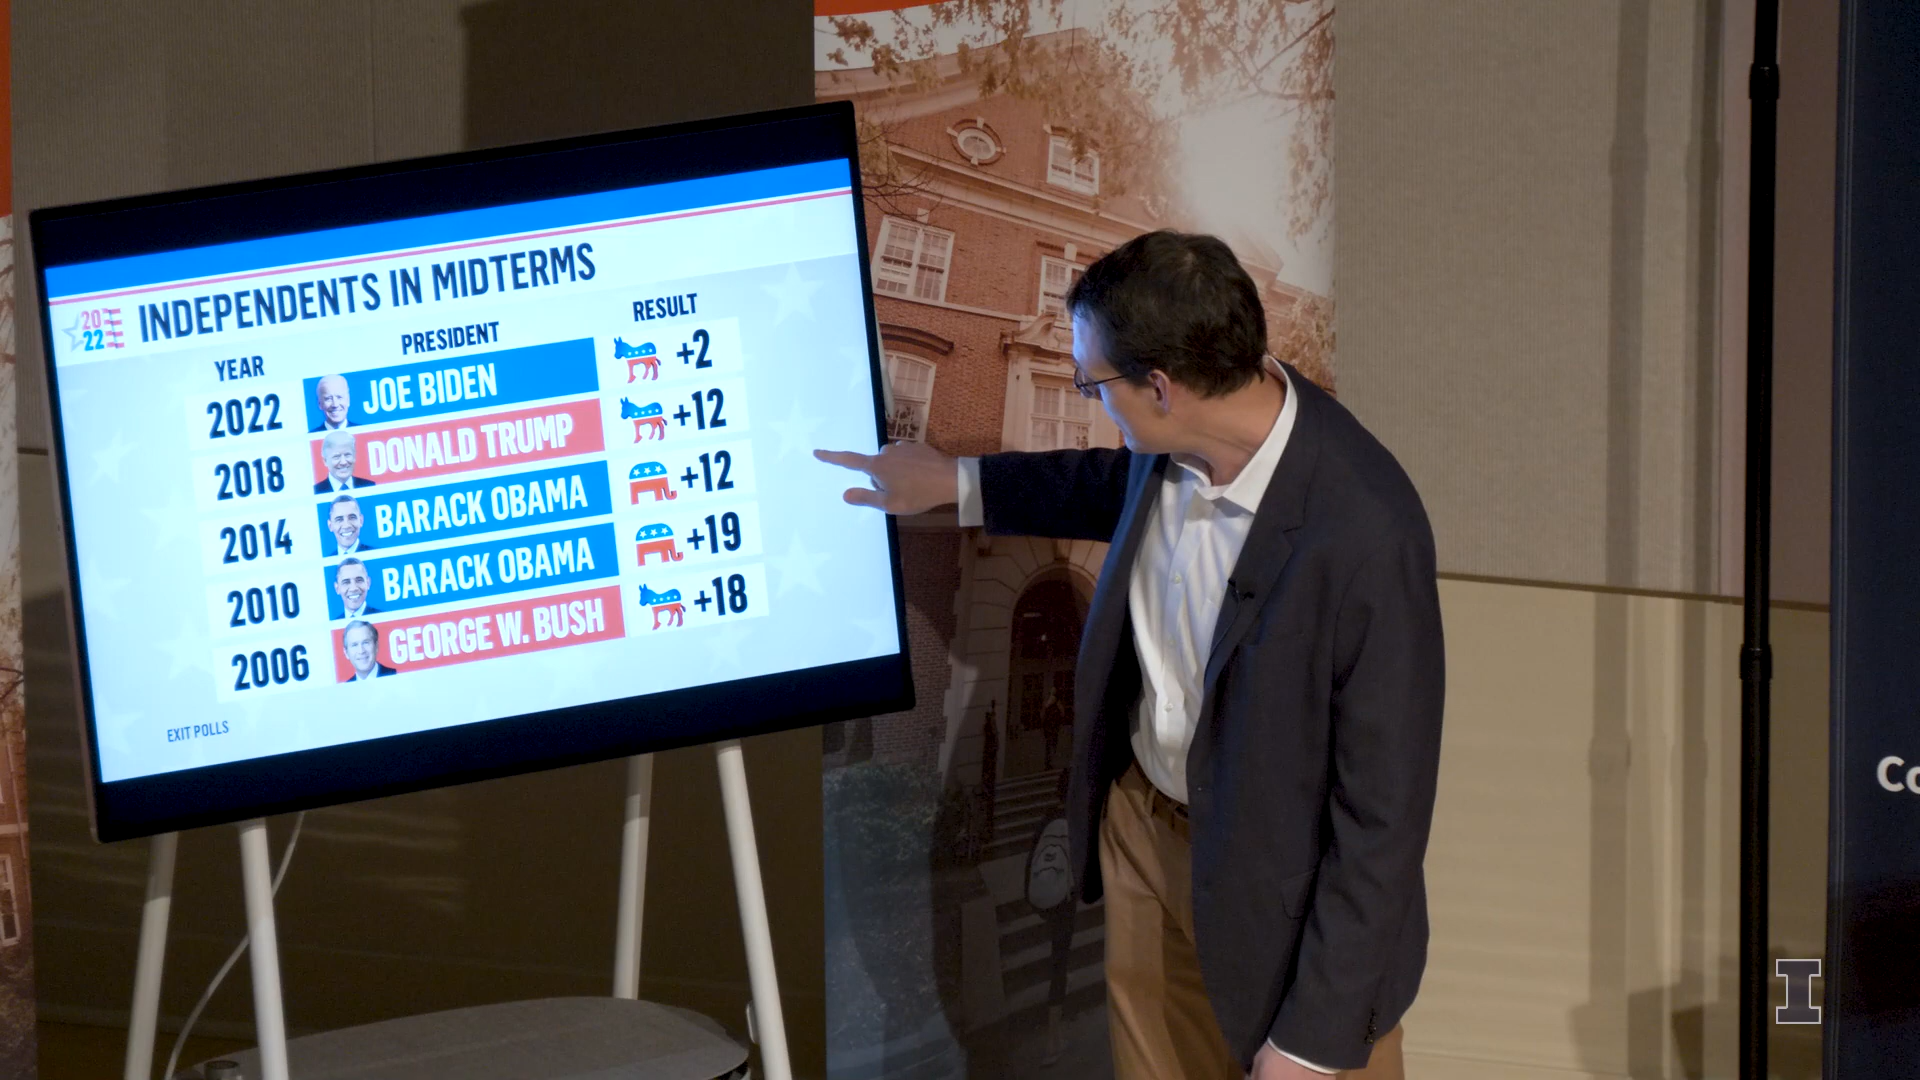 2022
INDEPENDENTS IN MIDTERMS
YEAR PRESIDENT RESULT
2022 JOE BIDEN +2
2018 DONALD TRUMP +12
2014 BARACK OBAMA +12
2010 BARACK OBAMA +19
2006 GEORGE W. BUSH +18
EXIT POLLS
Co
I